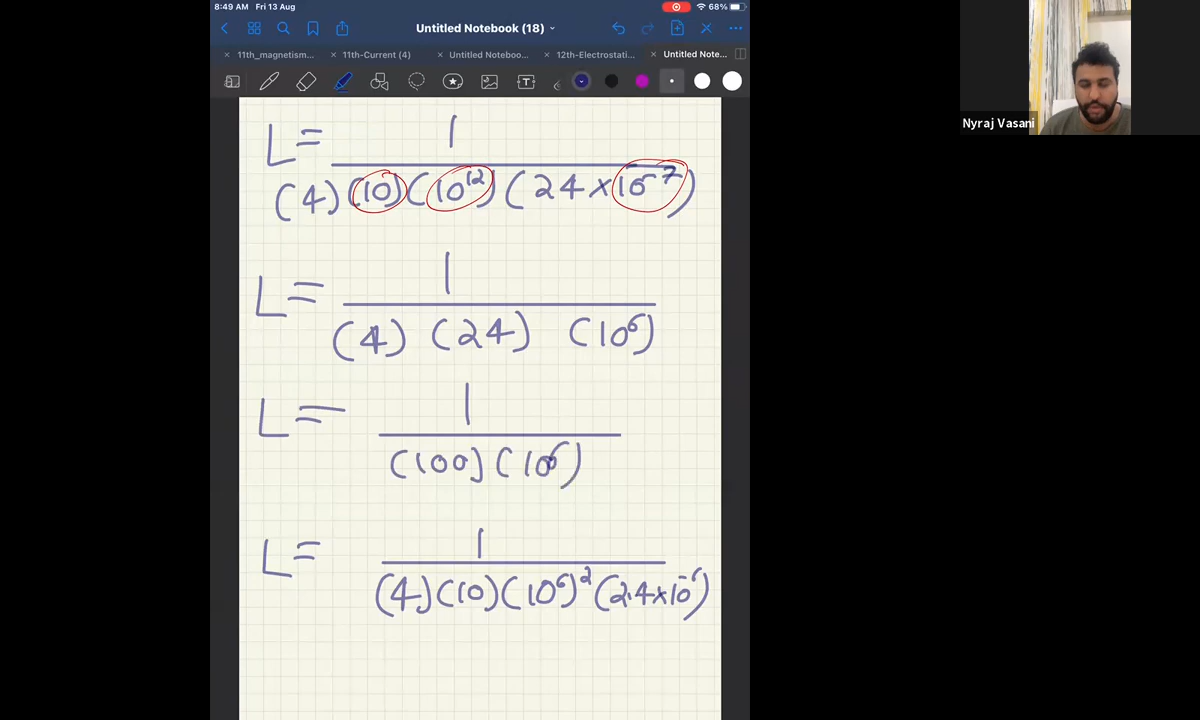 8:49 AM Fri 13 Aug
68%
Untitled Notebook (18)
11th_magnetism...
11th-Current (4)
Untitled Noteboo...
12th-Electrostati...
Untitled Note...
Nyraj Vasani
L= 1
(4)(10)(10¹²)(24×10⁻⁷)
L= 1
(4) (24) (10⁶)
L= 1
(100)(10⁶)
L= 1
(4)(10)(10⁶)²(2.4×10⁻⁶)